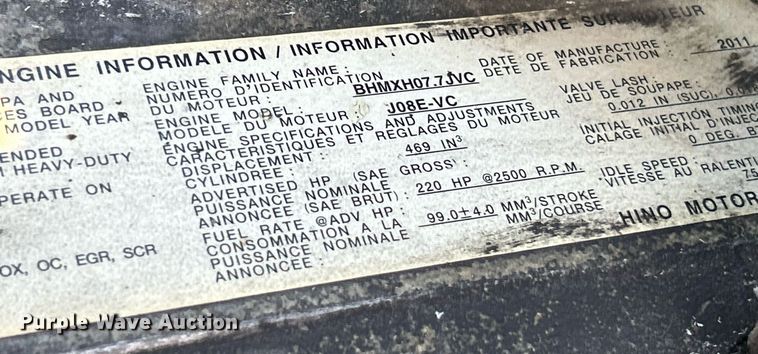 ENGINE INFORMATION / INFORMATION IMPORTANTE SUR MOTEUR
PA AND
ES BOARD
MODEL YEAR
ENDED
HEAVY-DUTY
PERATE ON
OX, OC, EGR, SCR
ENGINE FAMILY NAME :
NUMERO D'IDENTIFICATION
DU MOTEUR : BHMXH07.7JVC
ENGINE MODEL :
MODELE DU MOTEUR : J08E-VC
ENGINE SPECIFICATIONS AND ADJUSTMENTS
CARACTERISTIQUES ET RÉGLAGES DU MOTEUR
DISPLACEMENT :
CYLINDREE : 469 IN³
ADVERTISED HP (SAE GROSS) :
PUISSANCE NOMINALE
ANNONCÉE (SAE BRUT) : 220 HP @2500 R.P.M.
FUEL RATE @ADV HP :
CONSOMMATION A LA
PUISSANCE NOMINALE
ANNONCEE :
99.0±4.0 MM³/STROKE
MM³/COURSE
DATE OF MANUFACTURE :
DETE DE FABRICATION : 2011
VALVE LASH :
JEU DE SOUPAPE :
0.012 IN (SUC),
INITIAL INJECTION TIMING
CALAGE INITIAL D'INJEC
0 DEG.
IDLE SPEED :
VITESSE AU RALENTI
75
HINO MOTOR
Purple Wave Auction